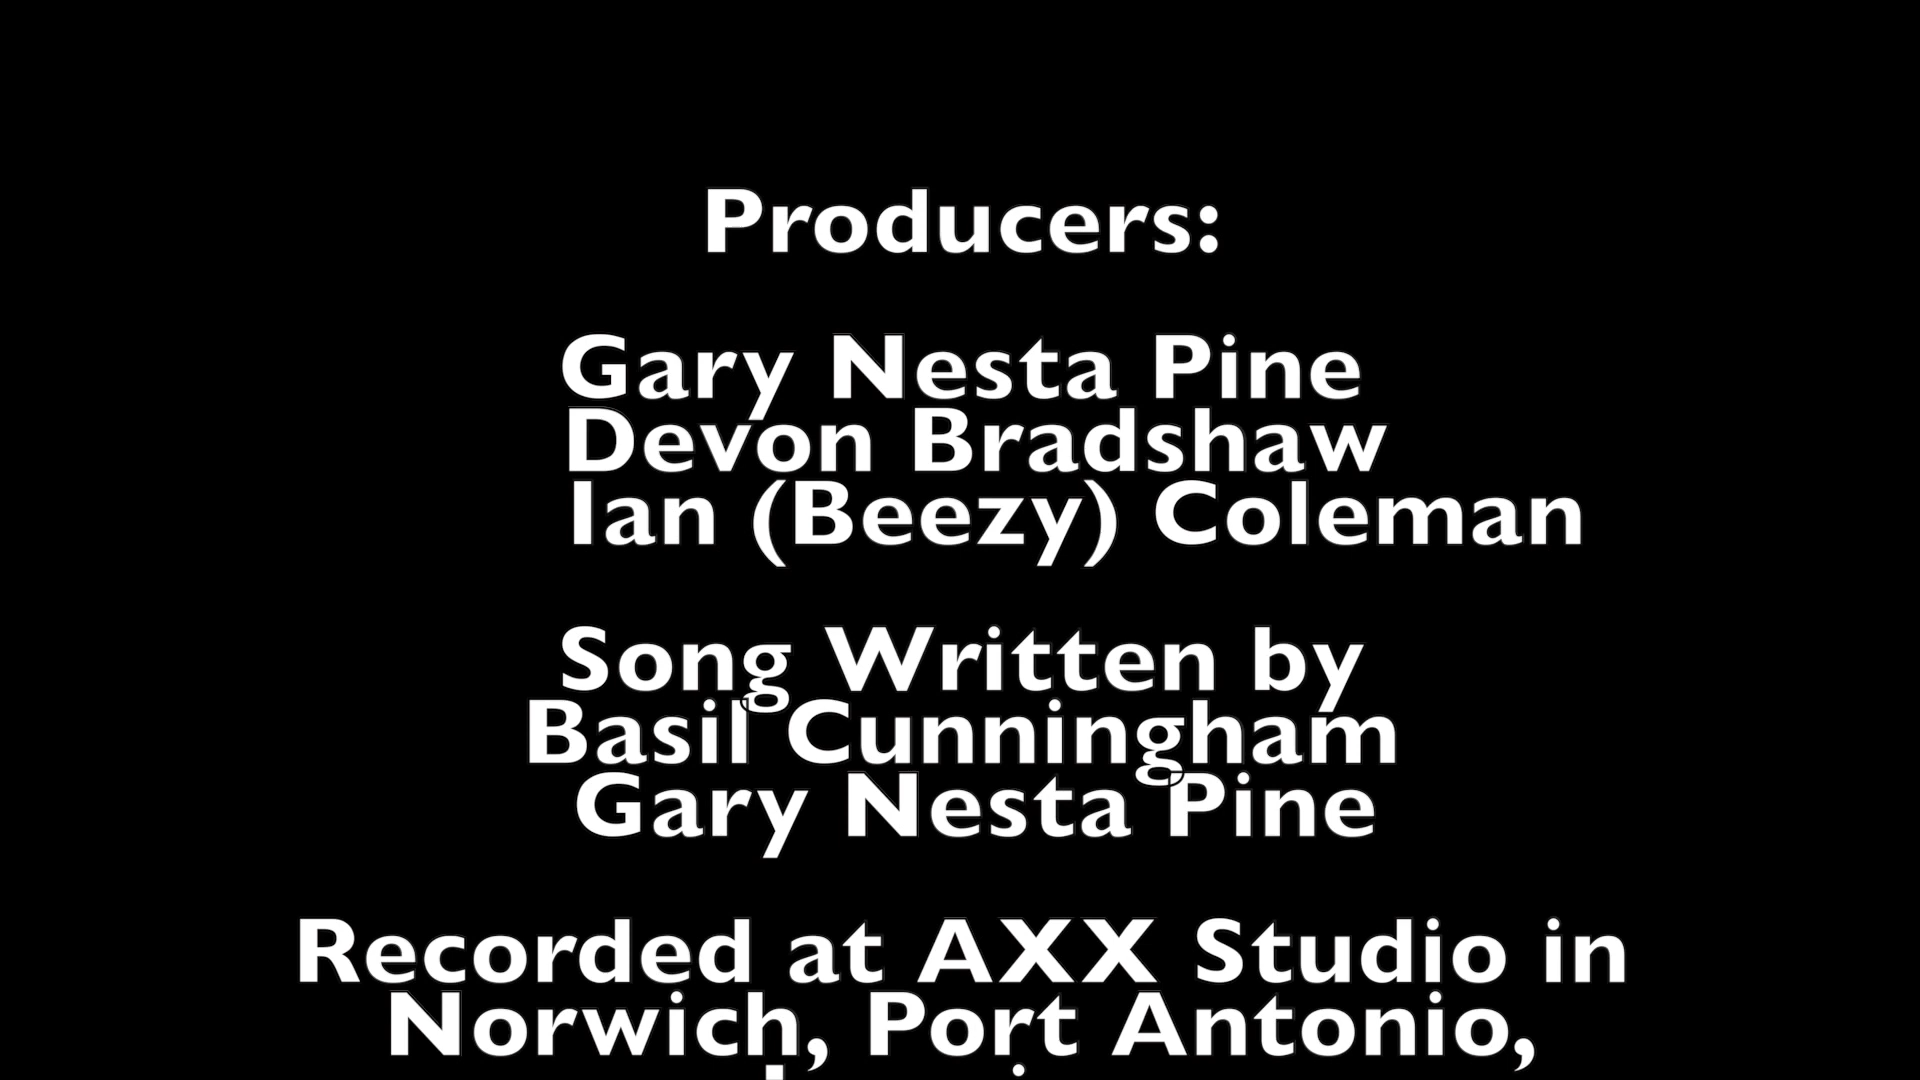 Producers:
Gary Nesta Pine
Devon Bradshaw
Ian (Beezy) Coleman
Song Written by
Basil Cunningham
Gary Nesta Pine
Recorded at AXX Studio in
Norwich, Port Antonio,